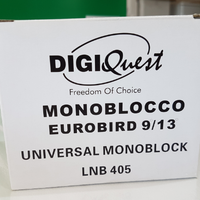 DIGIQuest
Freedom Of Choice
MONOBLOCCO
EUROBIRD 9/13
UNIVERSAL MONOBLOCK
LNB 405